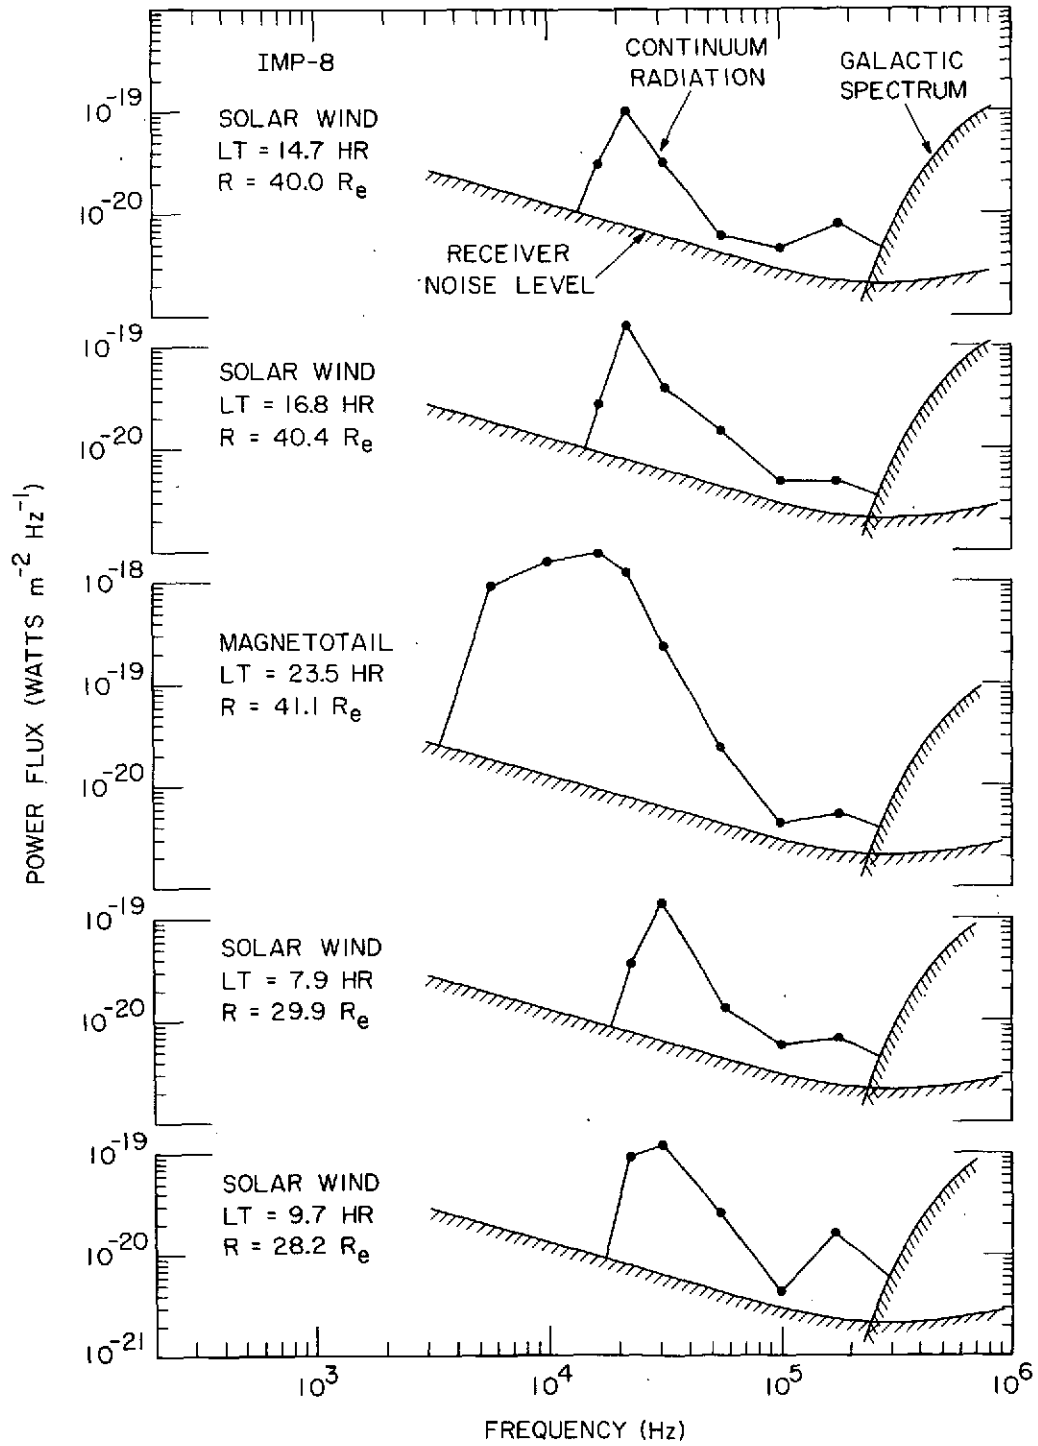 IMP-8
CONTINUUM
RADIATION
GALACTIC
SPECTRUM
SOLAR WIND
LT = 14.7 HR
R = 40.0 Re
RECEIVER
NOISE LEVEL
10-19
10-20
SOLAR WIND
LT = 16.8 HR
R = 40.4 Re
10-19
10-20
MAGNETOTAIL
LT = 23.5 HR
R = 41.1 Re
10-18
10-19
10-20
SOLAR WIND
LT = 7.9 HR
R = 29.9 Re
10-19
10-20
SOLAR WIND
LT = 9.7 HR
R = 28.2 Re
10-19
10-20
10-21
POWER FLUX (WATTS m-2 Hz-1)
103 104 105 106
FREQUENCY (Hz)